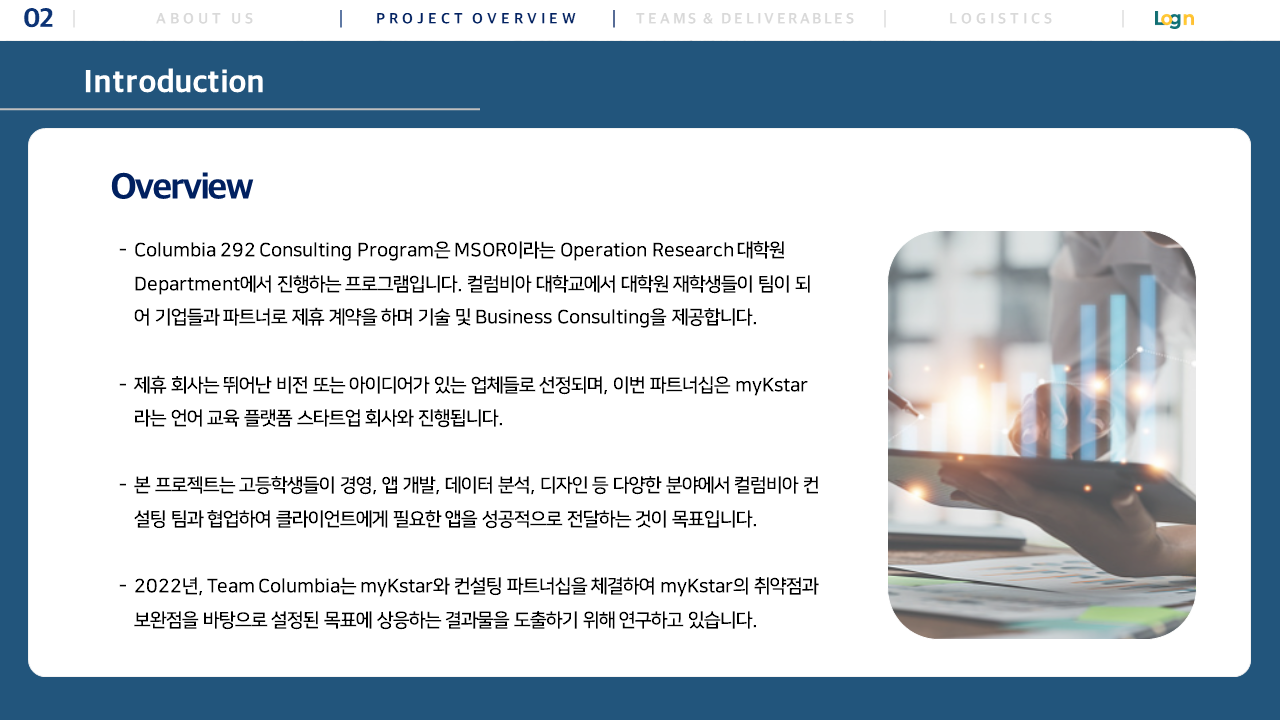 02
ABOUT US
PROJECT OVERVIEW
TEAMS & DELIVERABLES
LOGISTICS
Login
Introduction
Overview
- Columbia 292 Consulting Program은 MSOR이라는 Operation Research 대학원
Department에서 진행하는 프로그램입니다. 컬럼비아 대학교에서 대학원 재학생들이 팀이 되
어 기업들과 파트너로 제휴 계약을 하며 기술 및 Business Consulting을 제공합니다.
- 제휴 회사는 뛰어난 비전 또는 아이디어가 있는 업체들로 선정되며, 이번 파트너십은 myKstar
라는 언어 교육 플랫폼 스타트업 회사와 진행됩니다.
- 본 프로젝트는 고등학생들이 경영, 앱 개발, 데이터 분석, 디자인 등 다양한 분야에서 컬럼비아 컨
설팅 팀과 협업하여 클라이언트에게 필요한 앱을 성공적으로 전달하는 것이 목표입니다.
- 2022년, Team Columbia는 myKstar와 컨설팅 파트너십을 체결하여 myKstar의 취약점과
보완점을 바탕으로 설정된 목표에 상응하는 결과물을 도출하기 위해 연구하고 있습니다.